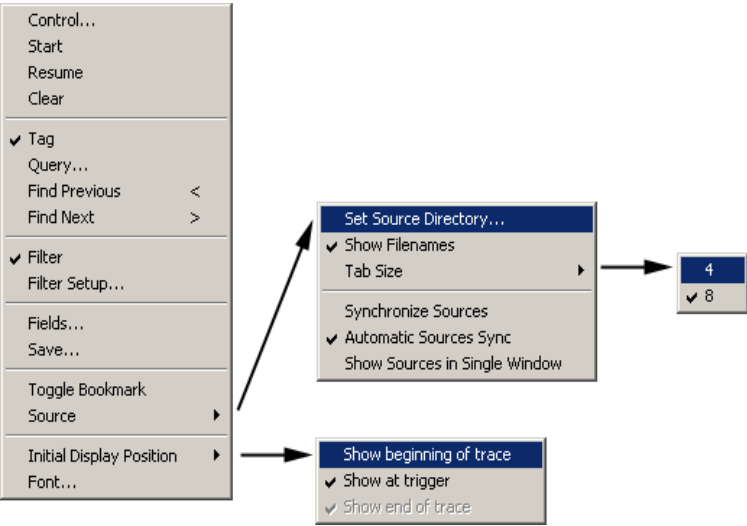 Control...
Start
Resume
Clear
Tag
Query...
Find Previous <
Find Next >
Filter
Filter Setup...
Fields...
Save...
Toggle Bookmark
Source
Initial Display Position
Font...
Set Source Directory...
Show Filenames
Tab Size
Synchronize Sources
Automatic Sources Sync
Show Sources in Single Window
4
8
Show beginning of trace
Show at trigger
Show end of trace